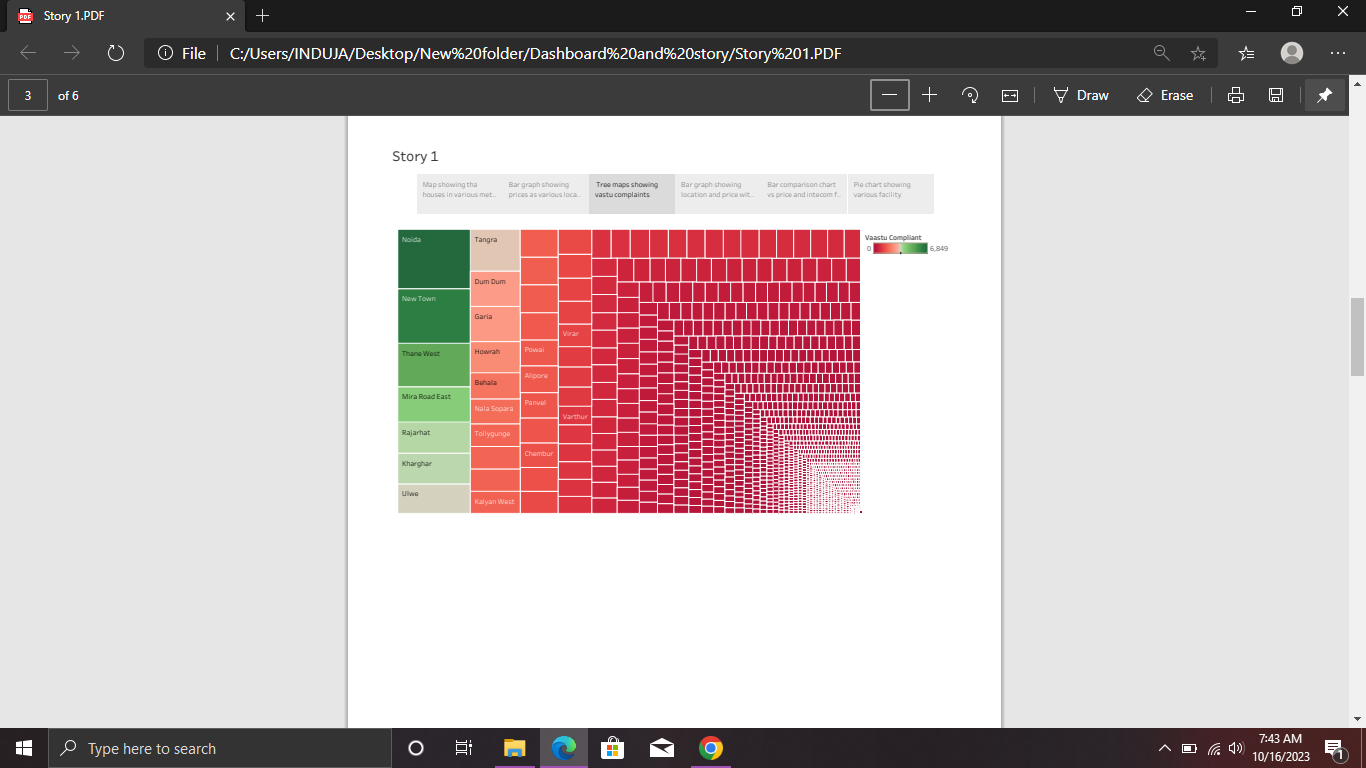 Story 1.PDF
File
C:/Users/INDUJA/Desktop/New%20folder/Dashboard%20and%20story/Story%201.PDF
3 of 6
Draw
Erase
Story 1
Map showing tha
houses in various met..
Bar graph showing
prices as various loca..
Tree maps showing
vastu complaints
Bar graph showing
location and price wit...
Bar comparison chart
vs price and intecom f...
Pie chart showing
various facility
Noida
New Town
Thane West
Mira Road East
Rajarhat
Kharghar
Ulwe
Tangra
Dum Dum
Garia
Howrah
Behala
Nala Sopara
Tollygunge
Kalyan West
Powai
Alipore
Panvel
Chembur
Virar
Varthur
Vaastu Compliant
0
6,849
Type here to search
7:43 AM
10/16/2023
1